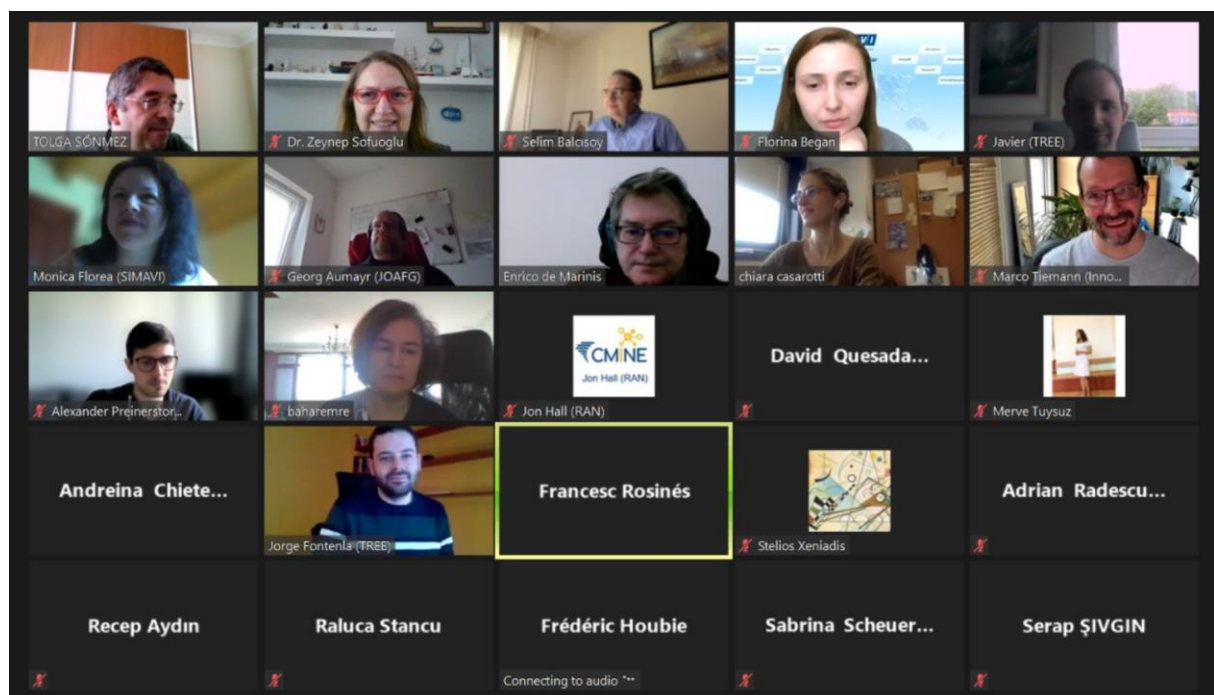 TOLGA SÖNMEZ
Dr. Zeynep Sofuoglu
Selim Balcısoy
Florina Began
Javier (TREE)
Monica Florea (SIMAVI)
Georg Aumayr (JOAFG)
Enrico de Marinis
chiara casarotti
Marco Tiemann (Inno...
Alexander Preinerstor...
baharemre
CMINE
Jon Hall (RAN)
Jon Hall (RAN)
David Quesada...
Merve Tuysuz
Andreina Chiete...
Jorge Fontenla (TREE)
Francesc Rosinés
Stelios Xeniadis
Adrian Radescu...
Recep Aydın
Raluca Stancu
Frédéric Houbie
Connecting to audio
Sabrina Scheuer...
Serap ŞIVGIN